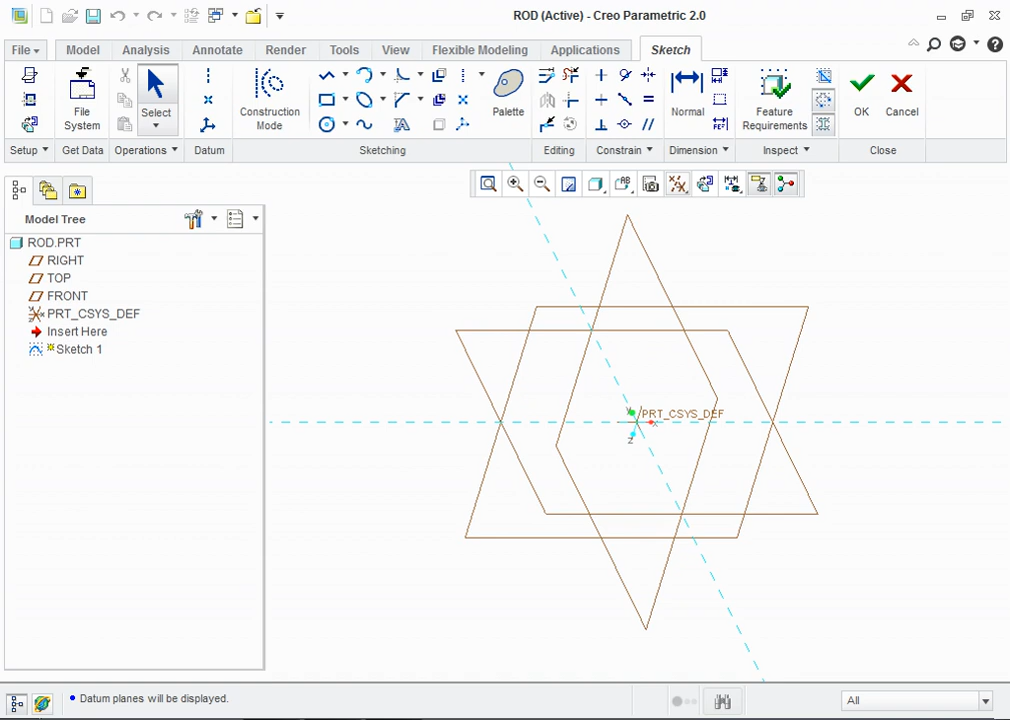 ROD (Active) - Creo Parametric 2.0
File Model Analysis Annotate Render Tools View Flexible Modeling Applications Sketch
File System
Select
Construction Mode
Palette
Normal
Feature Requirements
OK
Cancel
Setup Get Data Operations Datum Sketching Editing Constrain Dimension Inspect Close
Model Tree
ROD.PRT
RIGHT
TOP
FRONT
PRT_CSYS_DEF
Insert Here
Sketch 1
Y PRT_CSYS_DEF
X
Z
Datum planes will be displayed.
All